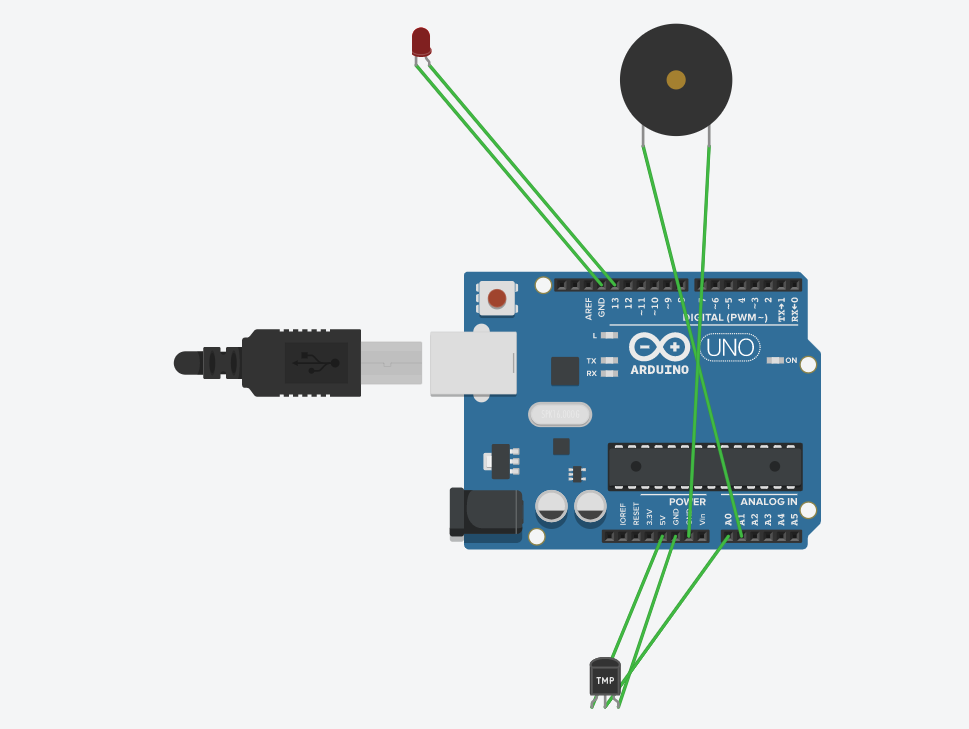 AREF
GND
13
12
~11
~10
~9
8
7
~6
~5
4
~3
2
TX→1
RX←0
DIGITAL (PWM~)
L
TX
RX
ARDUINO
UNO
ON
POWER
ANALOG IN
IOREF
RESET
3.3V
5V
GND
GND
Vin
A0
A1
A2
A3
A4
A5
TMP